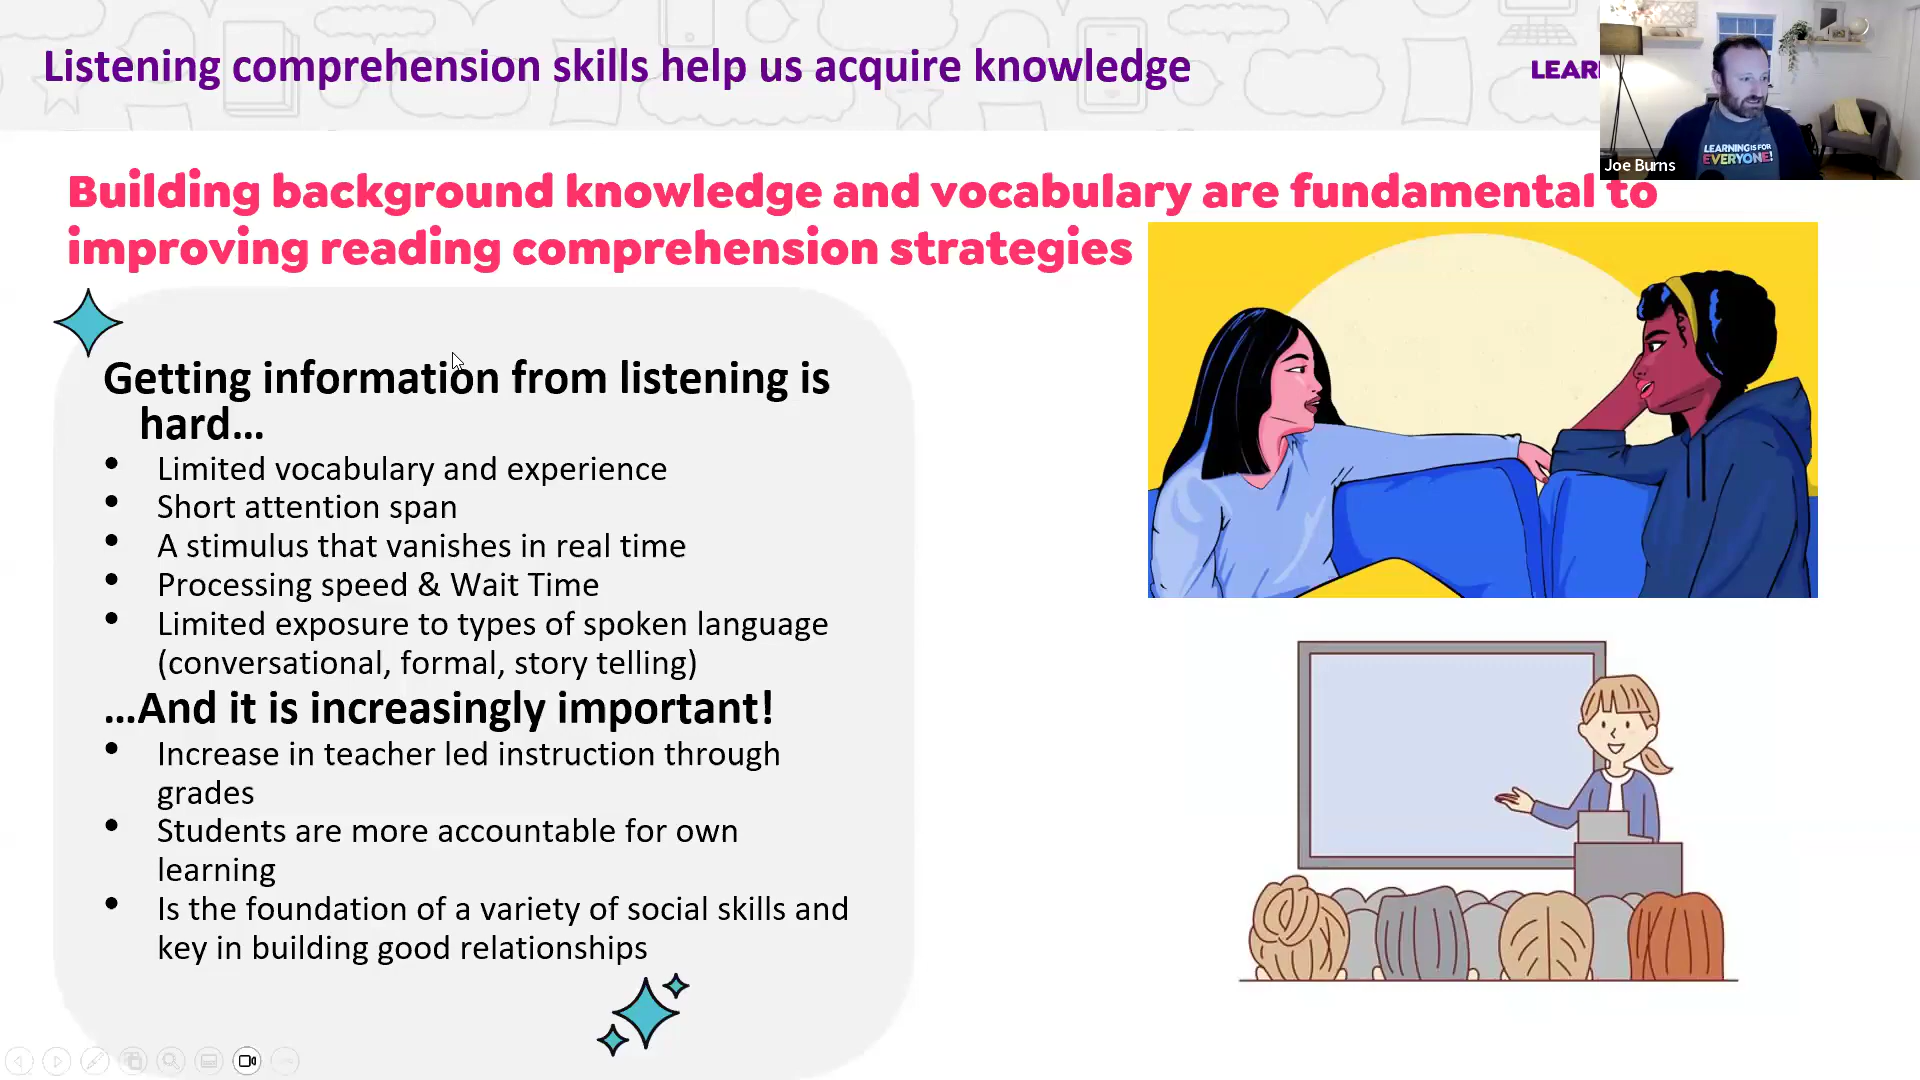 Listening comprehension skills help us acquire knowledge
LEAR
LEARNING IS FOR
EVERYONE!
Joe Burns
Building background knowledge and vocabulary are fundamental to
improving reading comprehension strategies
Getting information from listening is
hard...
• Limited vocabulary and experience
• Short attention span
• A stimulus that vanishes in real time
• Processing speed & Wait Time
• Limited exposure to types of spoken language
(conversational, formal, story telling)
...And it is increasingly important!
• Increase in teacher led instruction through
grades
• Students are more accountable for own
learning
• Is the foundation of a variety of social skills and
key in building good relationships